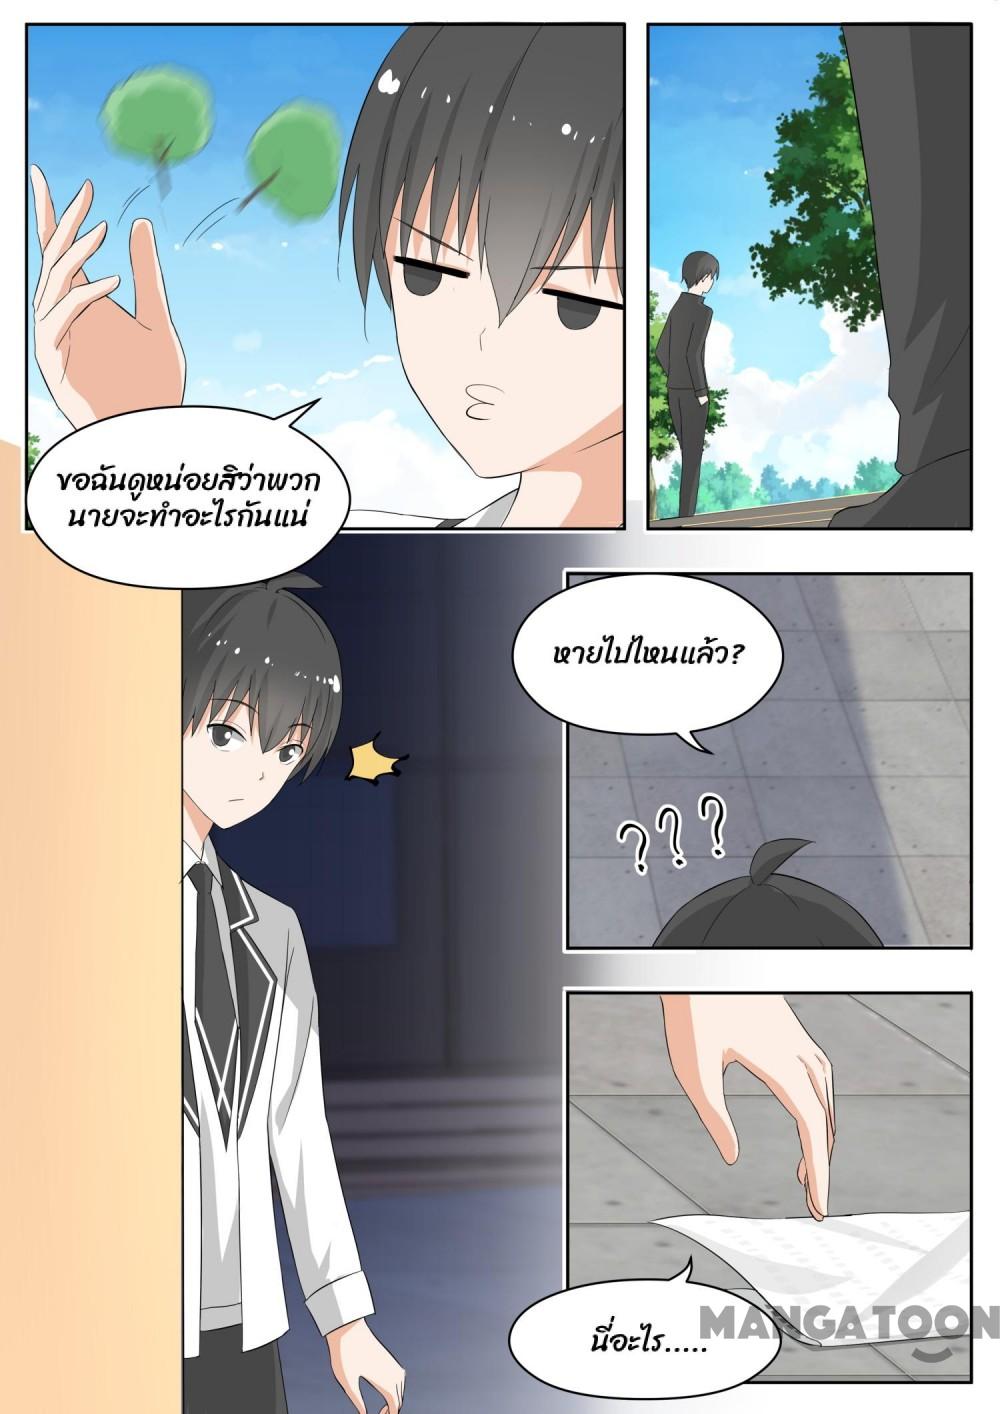 ขอฉันดูหน่อยสิว่าพวก
นายจะทำอะไรกันแน่
หายไปไหนแล้ว?
???
นี่อะไร.....
MANGATOON